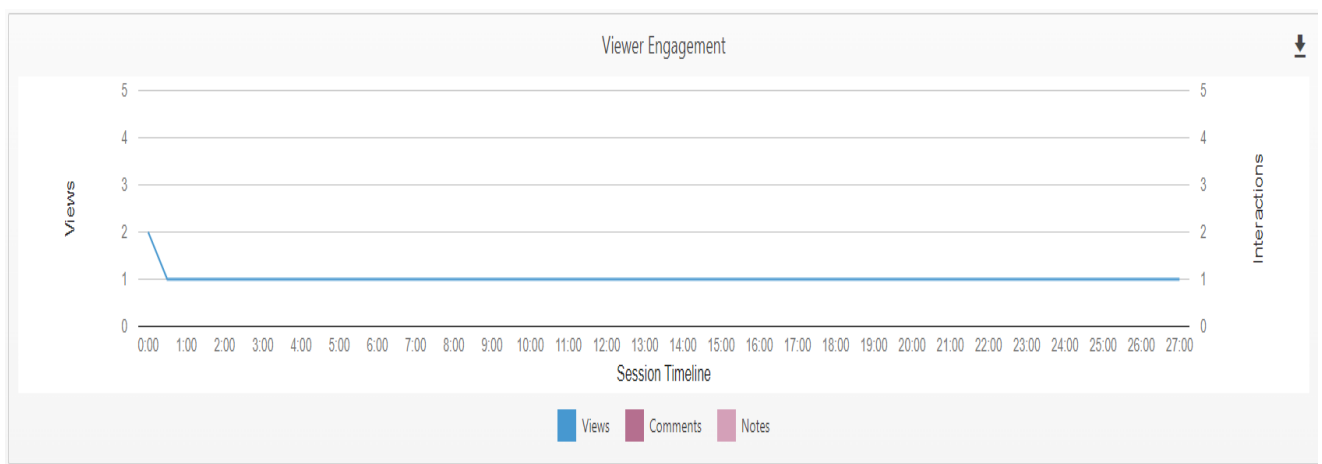 Viewer Engagement
5 5
4 4
3 3
2 2
1 1
0 0
Views
Interactions
0:00 1:00 2:00 3:00 4:00 5:00 6:00 7:00 8:00 9:00 10:00 11:00 12:00 13:00 14:00 15:00 16:00 17:00 18:00 19:00 20:00 21:00 22:00 23:00 24:00 25:00 26:00 27:00
Session Timeline
Views Comments Notes